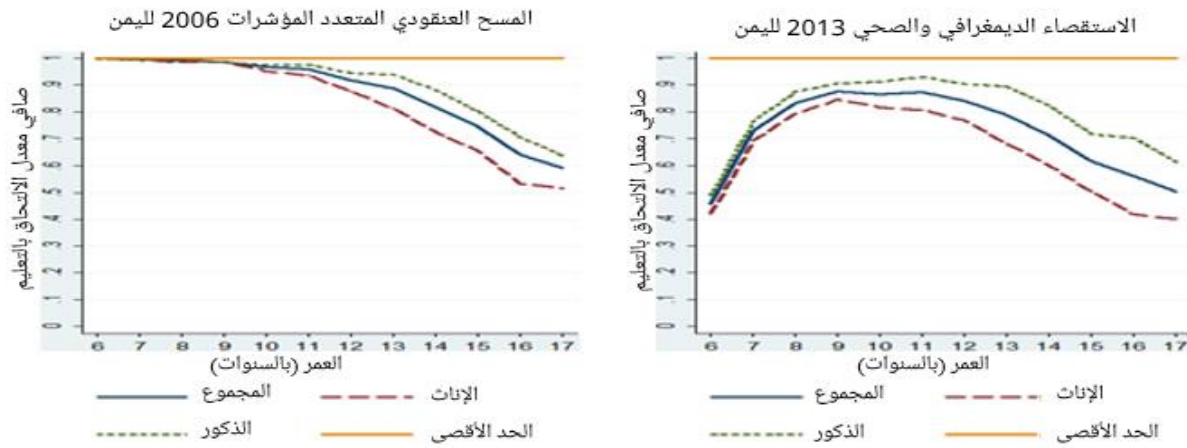 المسح العنقودي المتعدد المؤشرات 2006 لليمن
صافي معدل الالتحاق بالتعليم
1
.9
.8
.7
.6
.5
.4
.3
.2
.1
0
6 7 8 9 10 11 12 13 14 15 16 17
العمر (بالسنوات)
المجموع
الإناث
الذكور
الحد الأقصى
الاستقصاء الديمغرافي والصحي 2013 لليمن
صافي معدل الالتحاق بالتعليم
1
.9
.8
.7
.6
.5
.4
.3
.2
.1
0
6 7 8 9 10 11 12 13 14 15 16 17
العمر (بالسنوات)
المجموع
الإناث
الذكور
الحد الأقصى